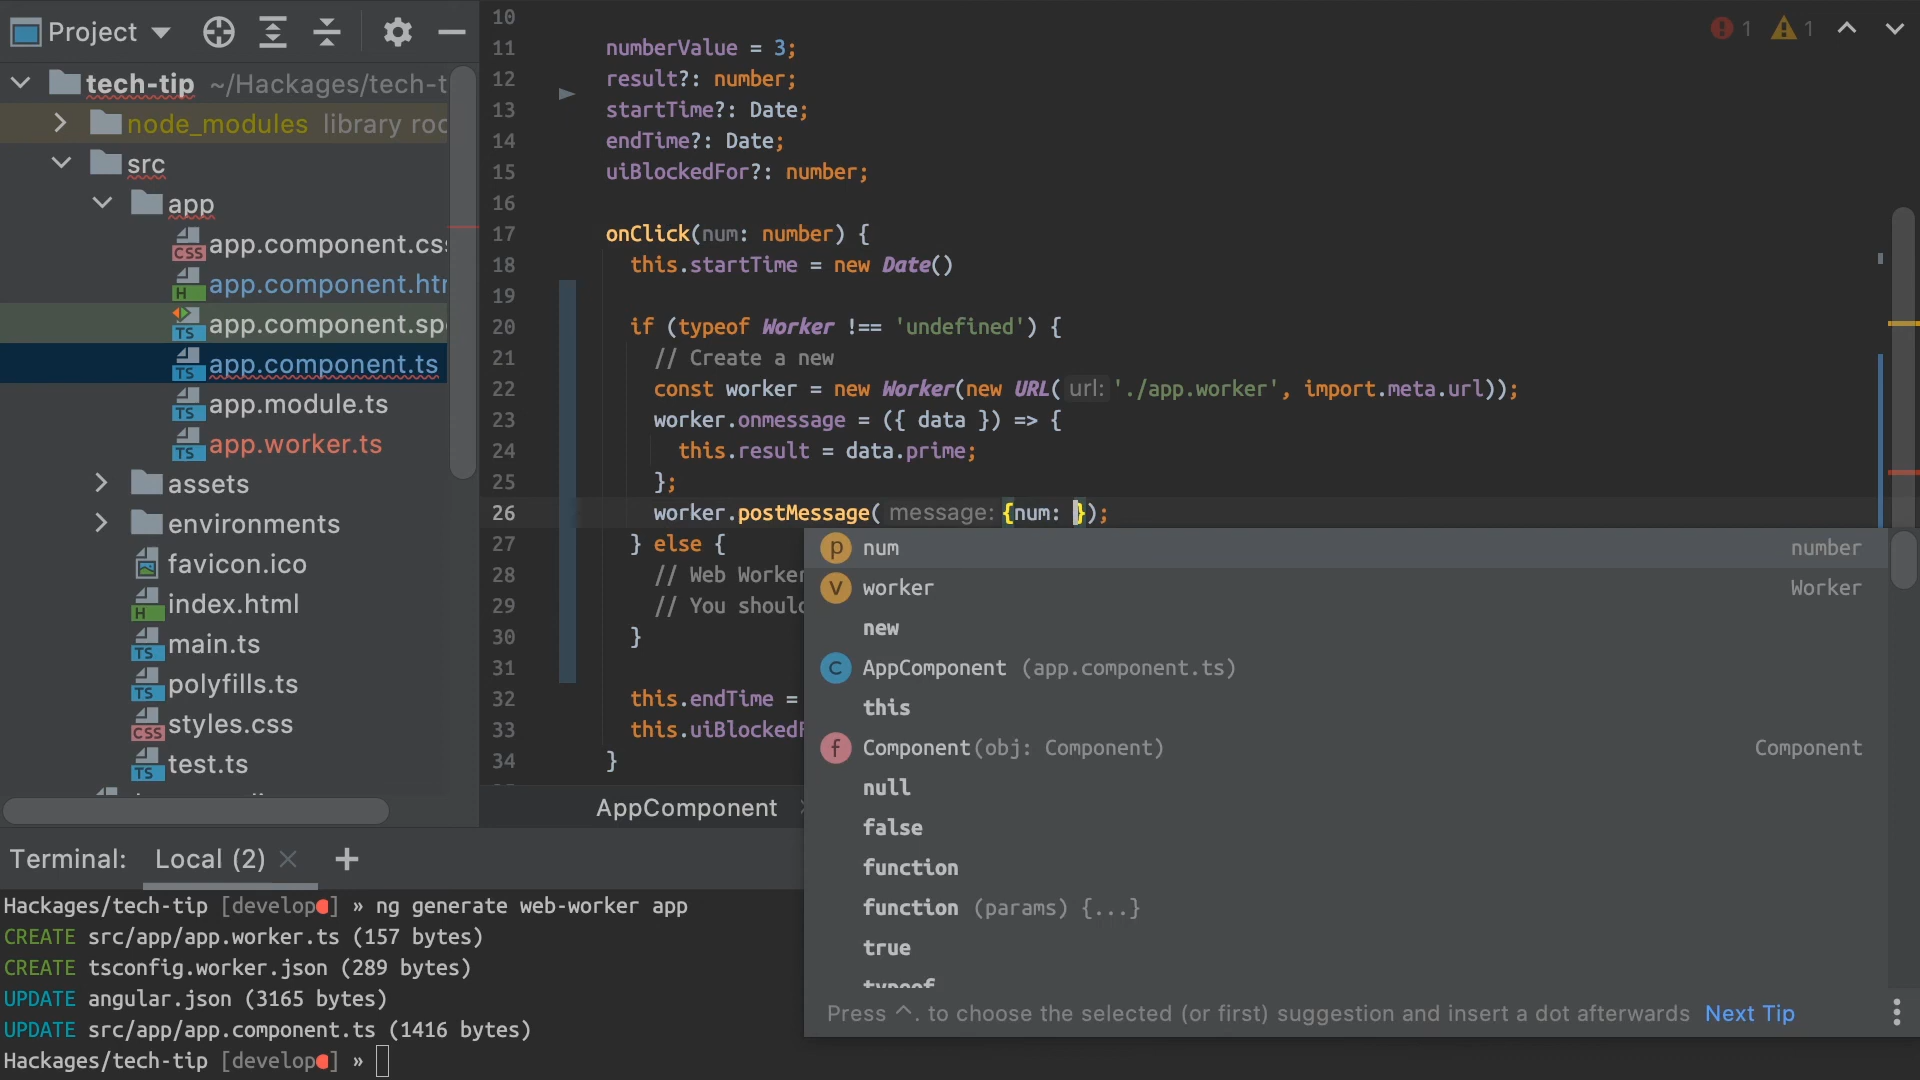 Project
tech-tip ~/Hackages/tech-t
node_modules library roc
src
app
app.component.cs
app.component.htm
app.component.sp
app.component.ts
app.module.ts
app.worker.ts
assets
environments
favicon.ico
index.html
main.ts
polyfills.ts
styles.css
test.ts
1 1
10
11 numberValue = 3;
12 result?: number;
13 startTime?: Date;
14 endTime?: Date;
15 uiBlockedFor?: number;
16
17 onClick(num: number) {
18 this.startTime = new Date()
19
20 if (typeof Worker !== 'undefined') {
21 // Create a new
22 const worker = new Worker(new URL( url: './app.worker', import.meta.url));
23 worker.onmessage = ({ data }) => {
24 this.result = data.prime;
25 };
26 worker.postMessage( message: {num: });
27 } else {
28 // Web Worker
29 // You should
30 }
31
32 this.endTime =
33 this.uiBlockedF
34 }
AppComponent
num number
worker Worker
new
AppComponent (app.component.ts)
this
Component(obj: Component) Component
null
false
function
function (params) {...}
true
typeof
Press ^. to choose the selected (or first) suggestion and insert a dot afterwards Next Tip
Terminal: Local (2)
Hackages/tech-tip [develop●] » ng generate web-worker app
CREATE src/app/app.worker.ts (157 bytes)
CREATE tsconfig.worker.json (289 bytes)
UPDATE angular.json (3165 bytes)
UPDATE src/app/app.component.ts (1416 bytes)
Hackages/tech-tip [develop●] »